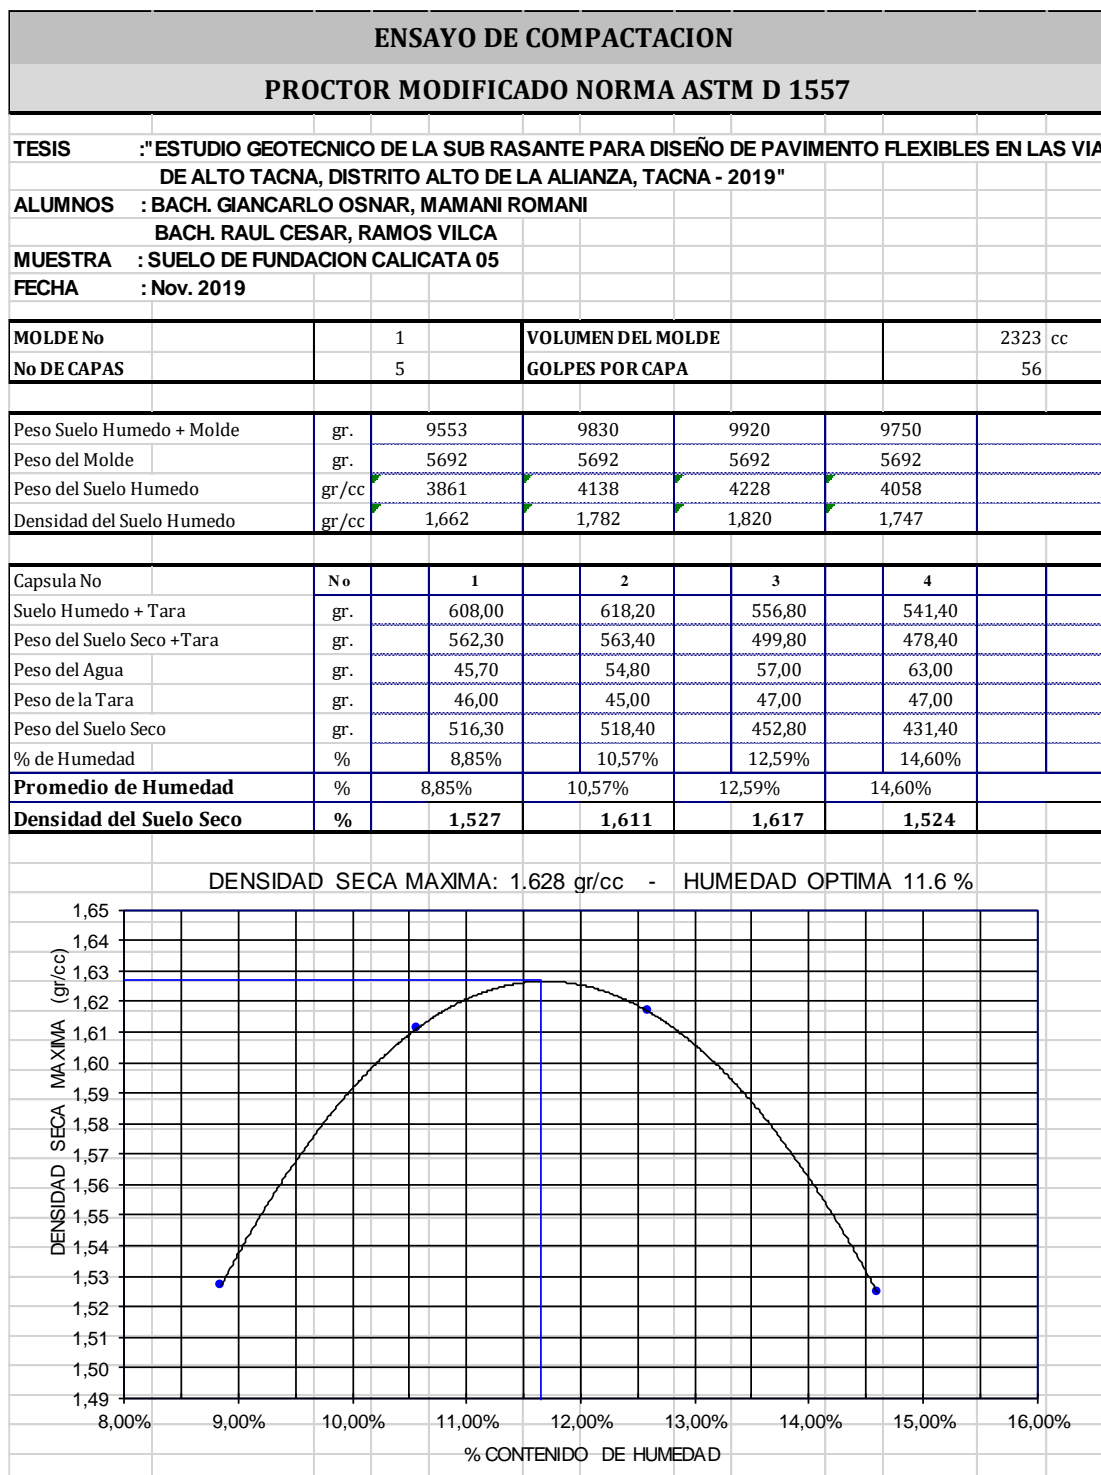 ENSAYO DE COMPACTACION
PROCTOR MODIFICADO NORMA ASTM D 1557
TESIS :"ESTUDIO GEOTECNICO DE LA SUB RASANTE PARA DISEÑO DE PAVIMENTO FLEXIBLES EN LAS VIA
DE ALTO TACNA, DISTRITO ALTO DE LA ALIANZA, TACNA - 2019"
ALUMNOS : BACH. GIANCARLO OSNAR, MAMANI ROMANI
BACH. RAUL CESAR, RAMOS VILCA
MUESTRA : SUELO DE FUNDACION CALICATA 05
FECHA : Nov. 2019
MOLDE No 1 VOLUMEN DEL MOLDE 2323 cc
No DE CAPAS 5 GOLPES POR CAPA 56
Peso Suelo Humedo + Molde gr. 9553 9830 9920 9750
Peso del Molde gr. 5692 5692 5692 5692
Peso del Suelo Humedo gr/cc 3861 4138 4228 4058
Densidad del Suelo Humedo gr/cc 1,662 1,782 1,820 1,747
Capsula No No 1 2 3 4
Suelo Humedo + Tara gr. 608,00 618,20 556,80 541,40
Peso del Suelo Seco +Tara gr. 562,30 563,40 499,80 478,40
Peso del Agua gr. 45,70 54,80 57,00 63,00
Peso de la Tara gr. 46,00 45,00 47,00 47,00
Peso del Suelo Seco gr. 516,30 518,40 452,80 431,40
% de Humedad % 8,85% 10,57% 12,59% 14,60%
Promedio de Humedad % 8,85% 10,57% 12,59% 14,60%
Densidad del Suelo Seco % 1,527 1,611 1,617 1,524
DENSIDAD SECA MAXIMA: 1.628 gr/cc - HUMEDAD OPTIMA 11.6 %
DENSIDAD SECA MAXIMA (gr/cc)
1,65
1,64
1,63
1,62
1,61
1,60
1,59
1,58
1,57
1,56
1,55
1,54
1,53
1,52
1,51
1,50
1,49
8,00% 9,00% 10,00% 11,00% 12,00% 13,00% 14,00% 15,00% 16,00%
% CONTENIDO DE HUMEDAD